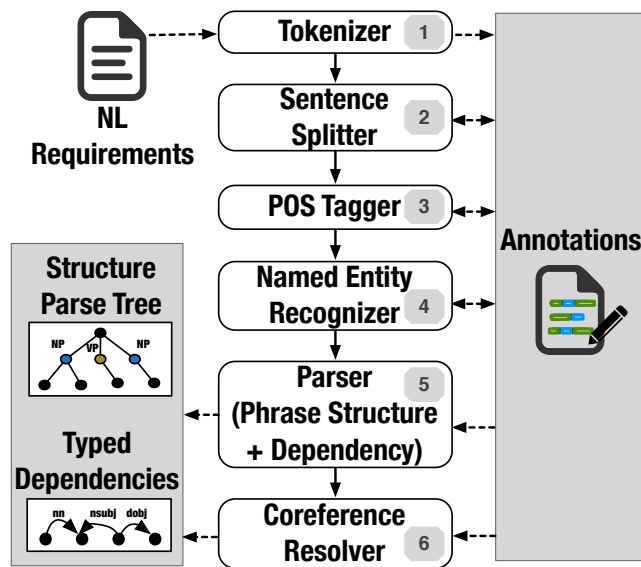 Tokenizer
1
NL
Requirements
Sentence
Splitter
2
POS Tagger
3
Annotations
Named Entity
Recognizer
4
Parser
(Phrase Structure
+ Dependency)
5
Coreference
Resolver
6
Structure
Parse Tree
NP
VP
NP
Typed
Dependencies
nn
nsubj
dobj